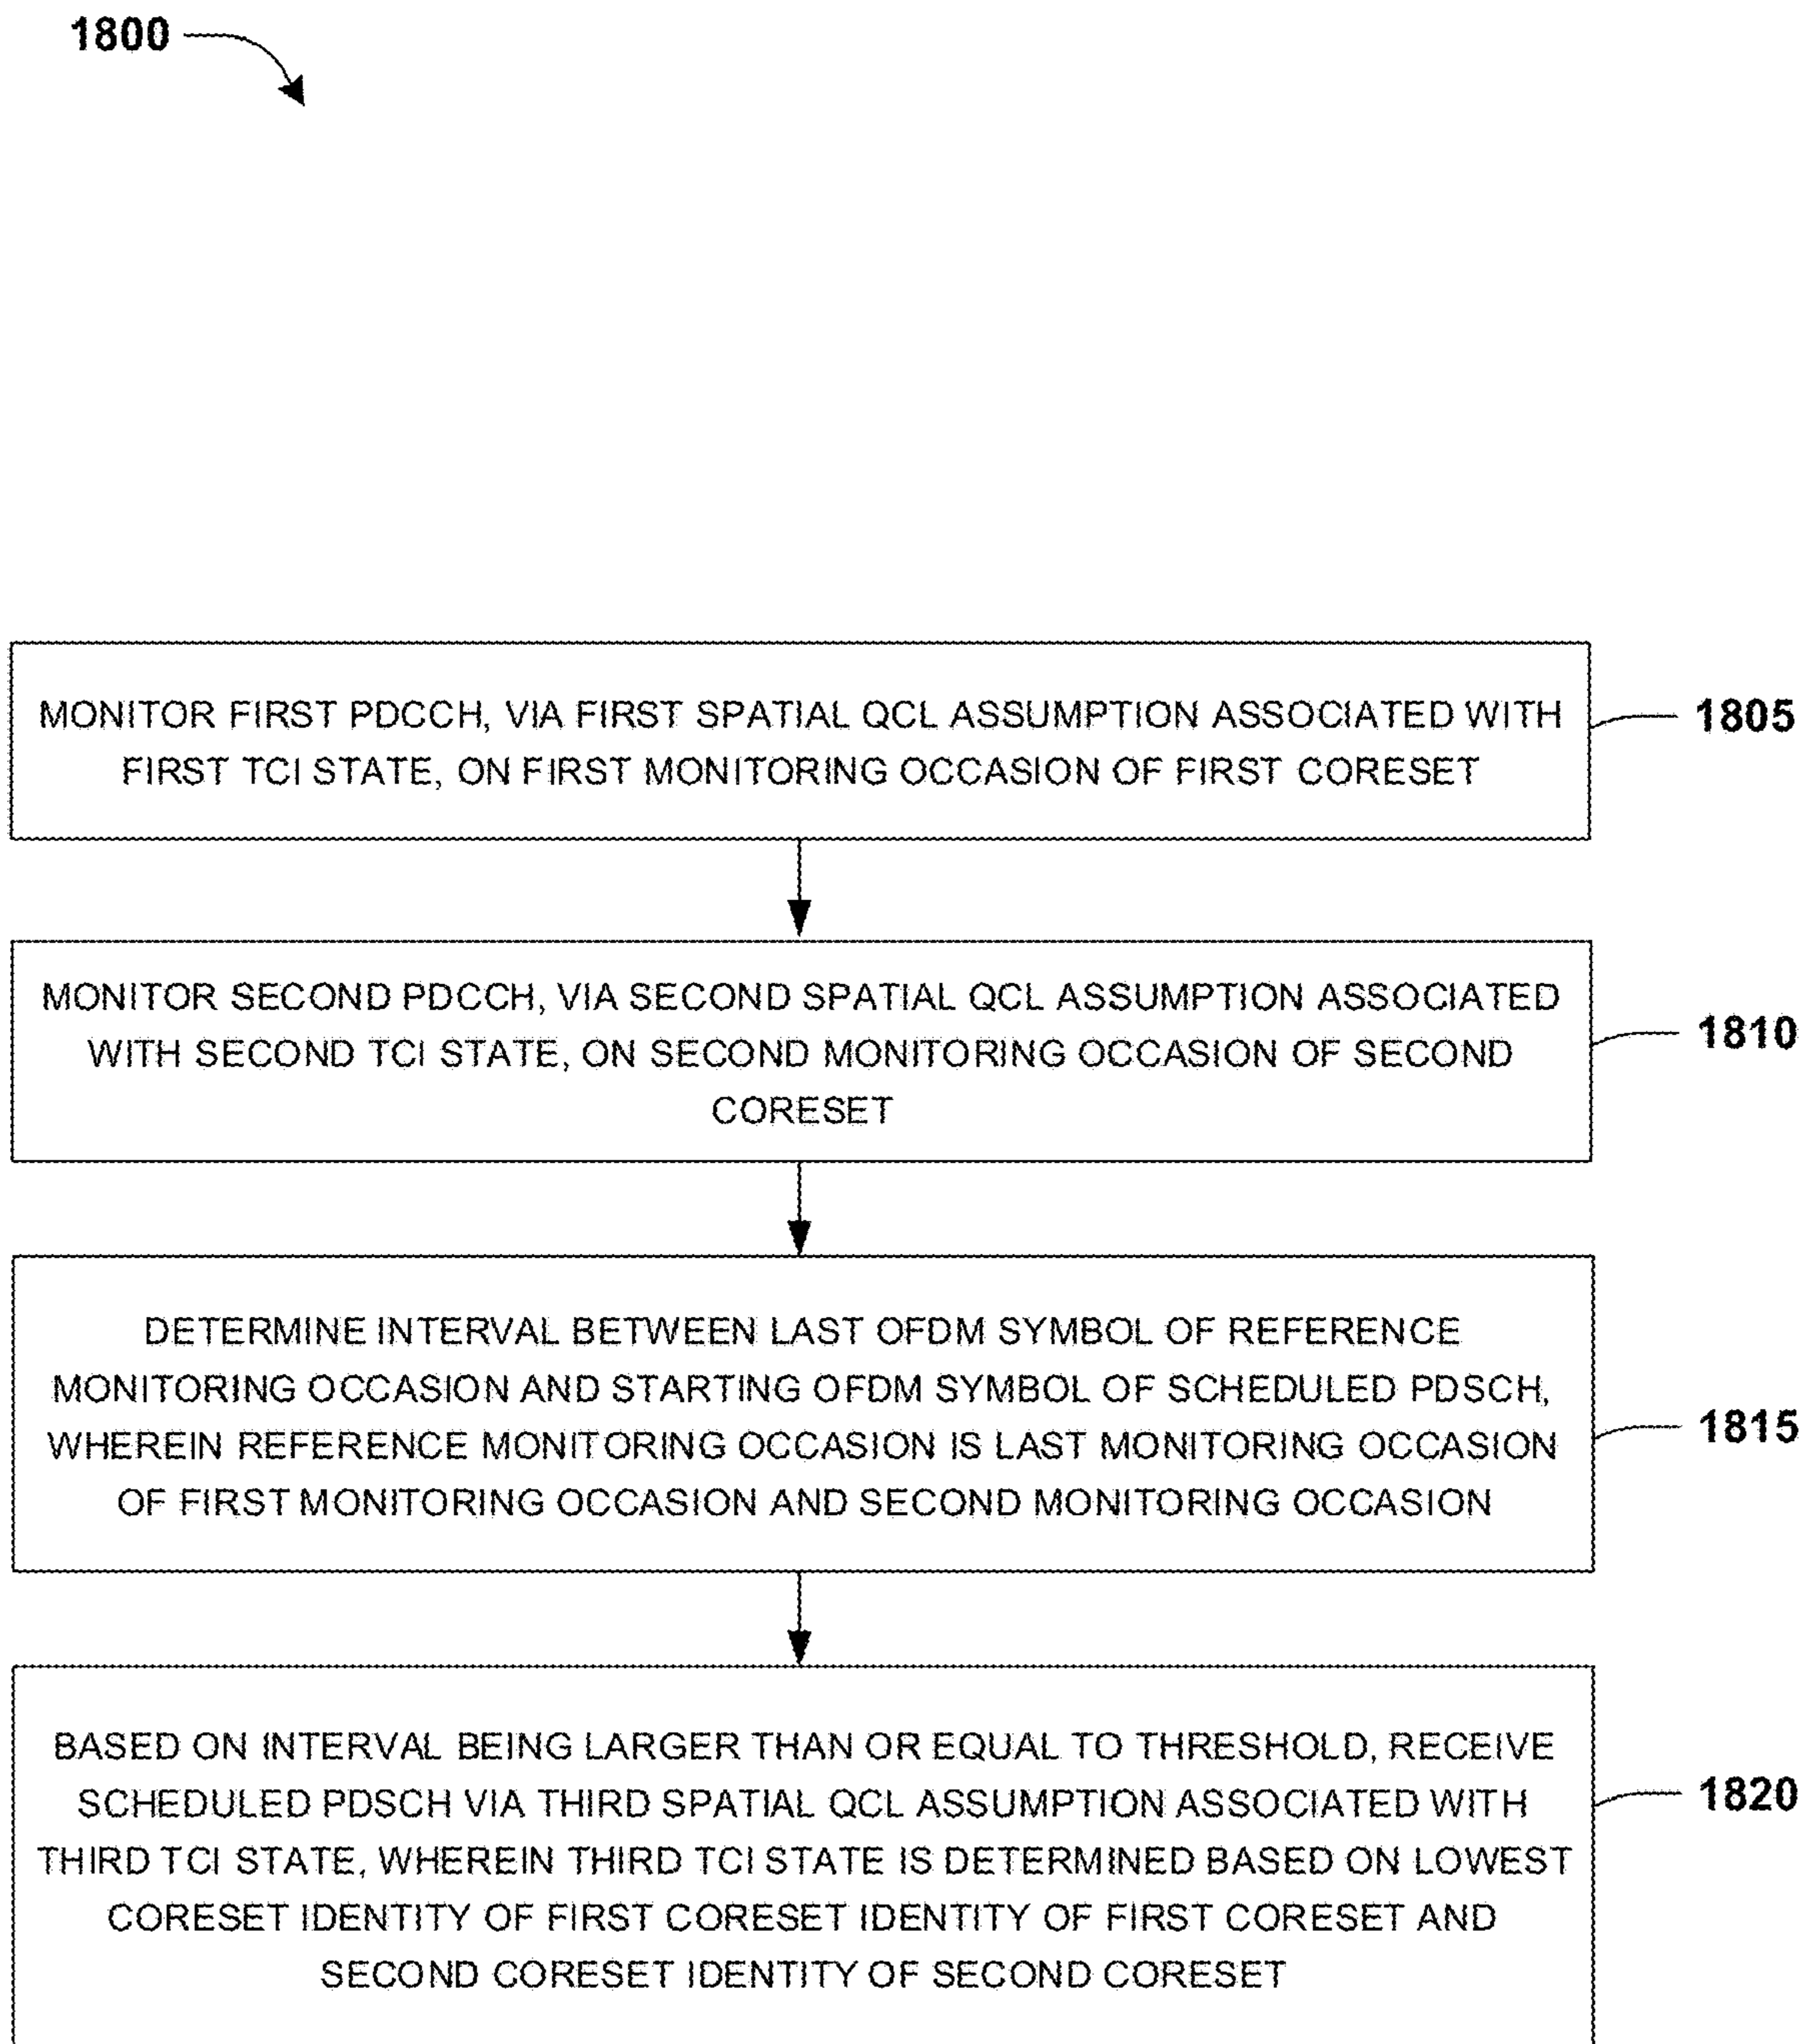 1800
MONITOR FIRST PDCCH, VIA FIRST SPATIAL QCL ASSUMPTION ASSOCIATED WITH
FIRST TCI STATE, ON FIRST MONITORING OCCASION OF FIRST CORESET
1805
MONITOR SECOND PDCCH, VIA SECOND SPATIAL QCL ASSUMPTION ASSOCIATED
WITH SECOND TCI STATE, ON SECOND MONITORING OCCASION OF SECOND
CORESET
1810
DETERMINE INTERVAL BETWEEN LAST OFDM SYMBOL OF REFERENCE
MONITORING OCCASION AND STARTING OFDM SYMBOL OF SCHEDULED PDSCH,
WHEREIN REFERENCE MONITORING OCCASION IS LAST MONITORING OCCASION
OF FIRST MONITORING OCCASION AND SECOND MONITORING OCCASION
1815
BASED ON INTERVAL BEING LARGER THAN OR EQUAL TO THRESHOLD, RECEIVE
SCHEDULED PDSCH VIA THIRD SPATIAL QCL ASSUMPTION ASSOCIATED WITH
THIRD TCI STATE, WHEREIN THIRD TCI STATE IS DETERMINED BASED ON LOWEST
CORESET IDENTITY OF FIRST CORESET IDENTITY OF FIRST CORESET AND
SECOND CORESET IDENTITY OF SECOND CORESET
1820